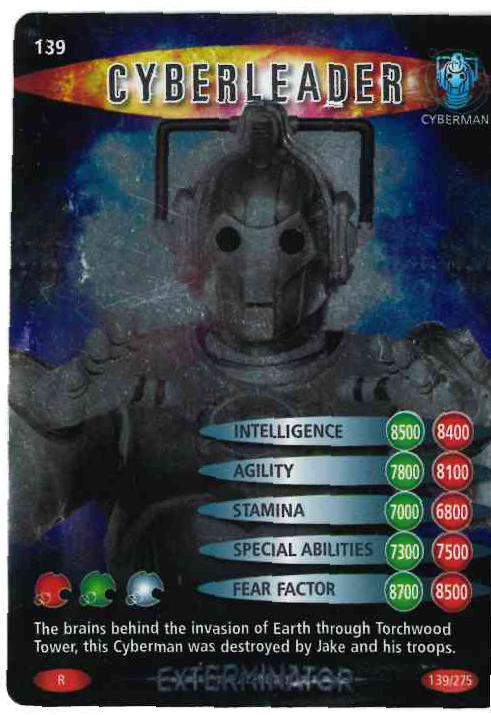 139
CYBERLEADER
CYBERMAN
INTELLIGENCE 8500 8400
AGILITY 7800 8100
STAMINA 7000 6800
SPECIAL ABILITIES 7300 7500
FEAR FACTOR 8700 8500
The brains behind the invasion of Earth through Torchwood
Tower, this Cyberman was destroyed by Jake and his troops.
R EXTERMINATOR 139/275